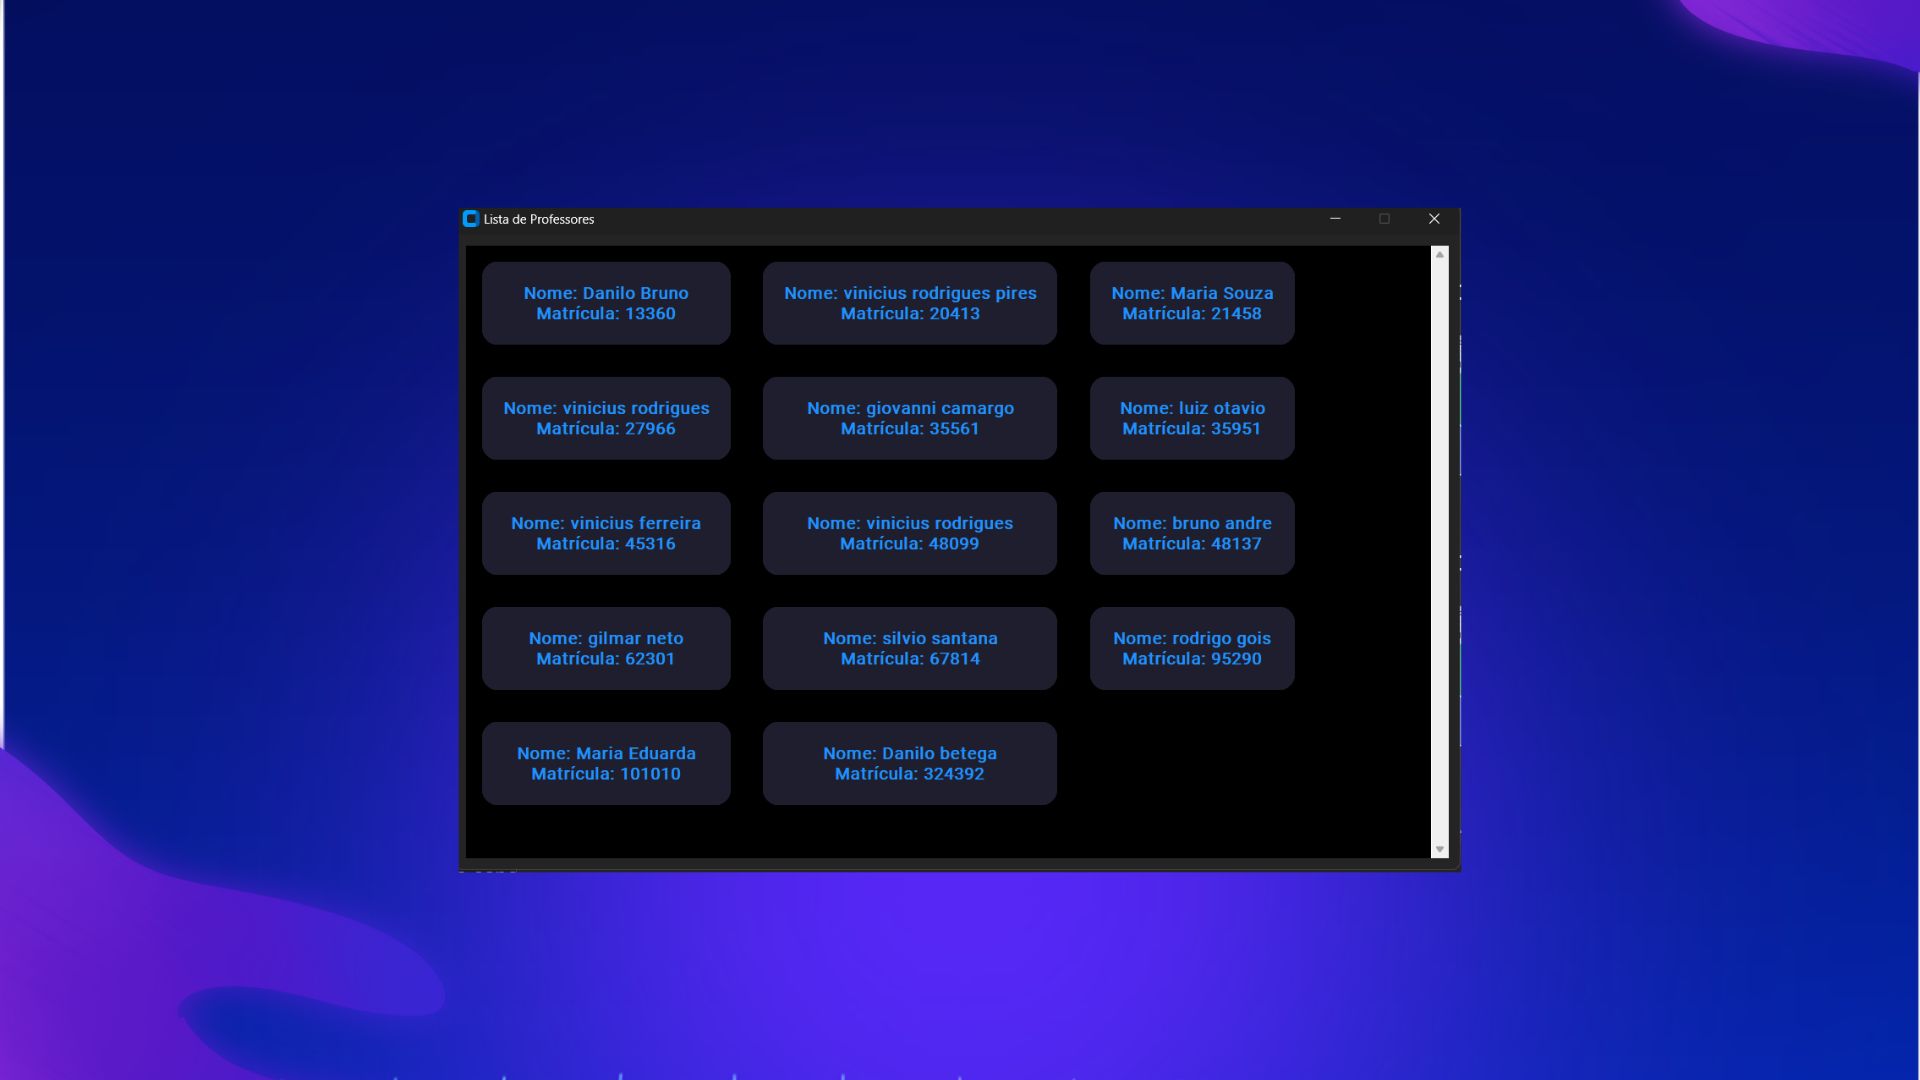 Lista de Professores
Nome: Danilo Bruno
Matrícula: 13360
Nome: vinicius rodrigues pires
Matrícula: 20413
Nome: Maria Souza
Matrícula: 21458
Nome: vinicius rodrigues
Matrícula: 27966
Nome: giovanni camargo
Matrícula: 35561
Nome: luiz otavio
Matrícula: 35951
Nome: vinicius ferreira
Matrícula: 45316
Nome: vinicius rodrigues
Matrícula: 48099
Nome: bruno andre
Matrícula: 48137
Nome: gilmar neto
Matrícula: 62301
Nome: silvio santana
Matrícula: 67814
Nome: rodrigo gois
Matrícula: 95290
Nome: Maria Eduarda
Matrícula: 101010
Nome: Danilo betega
Matrícula: 324392